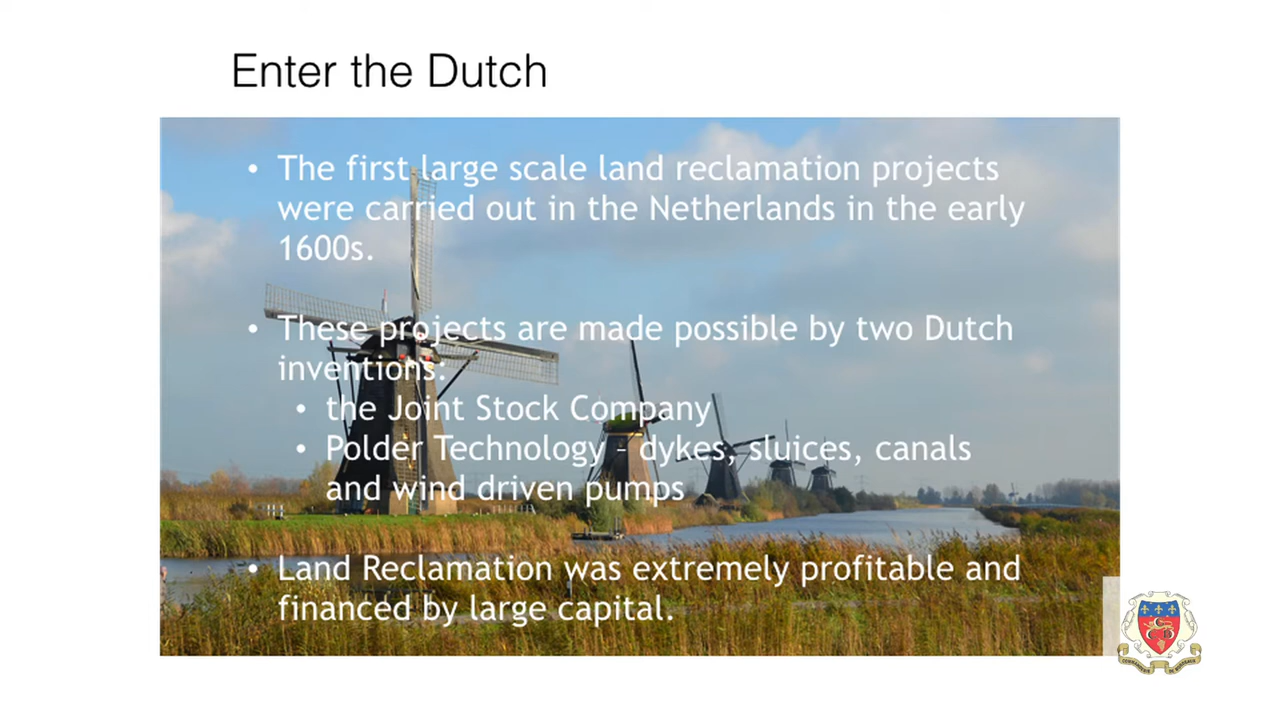 Enter the Dutch
• The first large scale land reclamation projects
were carried out in the Netherlands in the early
1600s.
• These projects are made possible by two Dutch
inventions:
• the Joint Stock Company
• Polder Technology – dykes, sluices, canals
and wind driven pumps
• Land Reclamation was extremely profitable and
financed by large capital.